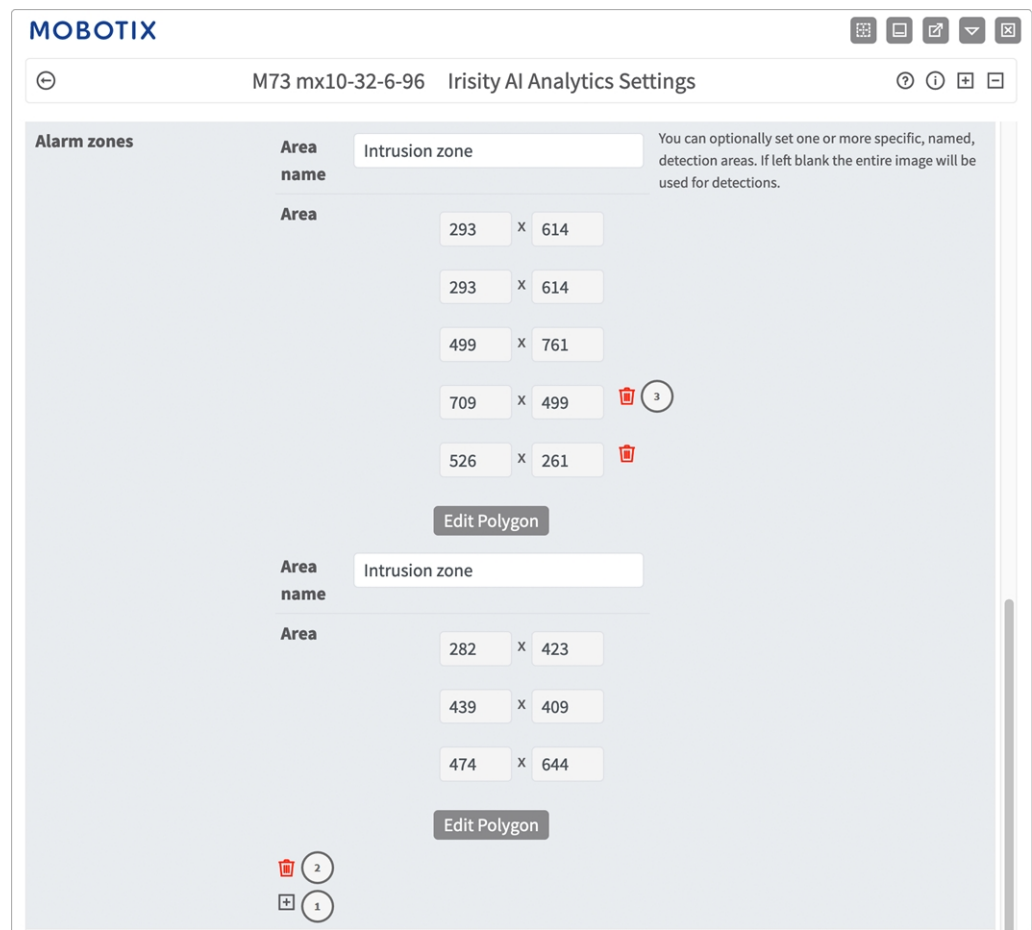 MOBOTIX
M73 mx10-32-6-96 Irisity AI Analytics Settings
Alarm zones
Area name
Intrusion zone
You can optionally set one or more specific, named,
detection areas. If left blank the entire image will be
used for detections.
Area
293 x 614
293 x 614
499 x 761
709 x 499
3
526 x 261
Edit Polygon
Area name
Intrusion zone
Area
282 x 423
439 x 409
474 x 644
Edit Polygon
2
1